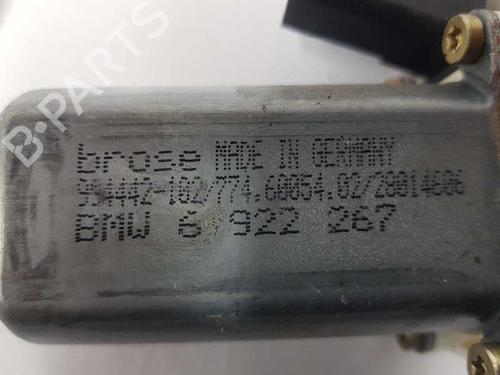 brose MADE IN GERMANY
994442-102/774.60054.02/28014606
BMW 6 922 267
B-PARTS